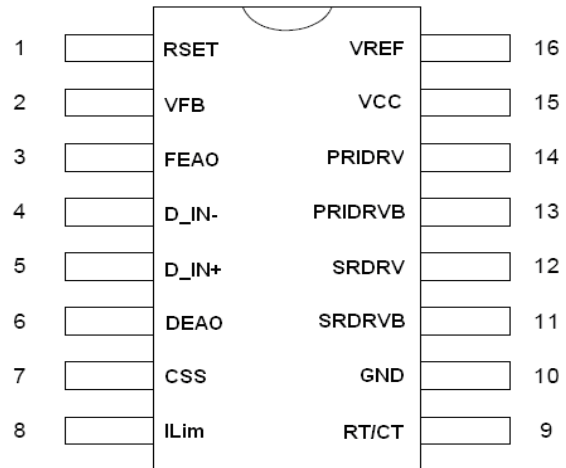 1 RSET VREF 16
2 VFB VCC 15
3 FEAO PRIDRV 14
4 D_IN- PRIDRVB 13
5 D_IN+ SRDRV 12
6 DEAO SRDRVB 11
7 CSS GND 10
8 ILim RT/CT 9